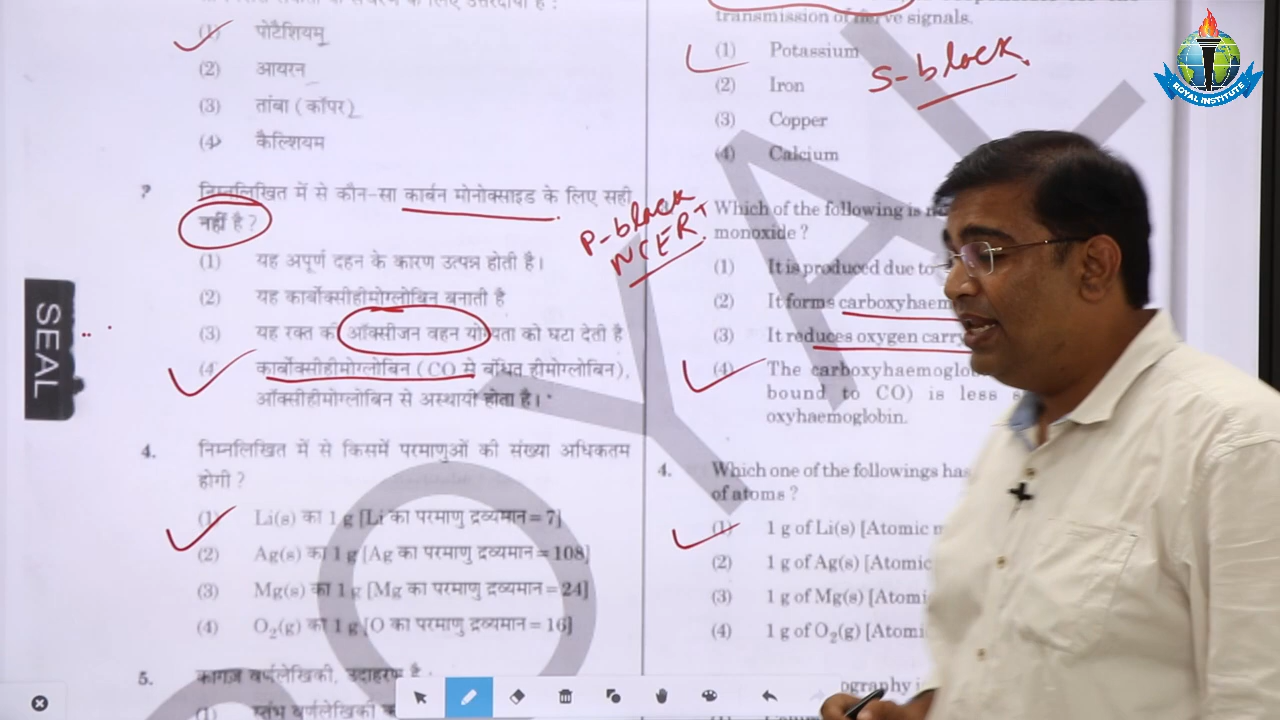 (1) पोटैशियम
(2) आयरन
(3) तांबा ( कॉपर )
(4) कैल्शियम
निम्नलिखित में से कौन-सा कार्बन मोनोक्साइड के लिए सही
नहीं है ?
(1) यह अपूर्ण दहन के कारण उत्पन्न होती है।
(2) यह कार्बोक्सीहीमोग्लोबिन बनाती है
(3) यह रक्त की ऑक्सीजन वहन योग्यता को घटा देती है
(4) कार्बोक्सीहीमोग्लोबिन ( CO से बंधित हीमोग्लोबिन ),
ऑक्सीहीमोग्लोबिन से अस्थायी होता है।
4. निम्नलिखित में से किसमें परमाणुओं की संख्या अधिकतम
होगी ?
(1) Li(s) का 1 g [Li का परमाणु द्रव्यमान = 7]
(2) Ag(s) का 1 g [Ag का परमाणु द्रव्यमान = 108]
(3) Mg(s) का 1 g [Mg का परमाणु द्रव्यमान = 24]
(4) O₂(g) का 1 g [O का परमाणु द्रव्यमान = 16]
5. कागज़ वर्णलेखिकी, उदाहरण है :
(1) स्तंभ वर्णलेखिकी
transmission of nerve signals.
(1) Potassium
(2) Iron
(3) Copper
(4) Calcium
S-block
P-block
NCERT
Which of the following is
monoxide ?
(1) It is produced due to
(2) It forms carboxyhaem
(3) It reduces oxygen carry
(4) The carboxyhaemoglo
bound to CO) is less s
oxyhaemoglobin.
4. Which one of the followings has
of atoms ?
(1) 1 g of Li(s) [Atomic m
(2) 1 g of Ag(s) [Atomic
(3) 1 g of Mg(s) [Atomi
(4) 1 g of O₂(g) [Atomi
ography i
SEAL
ROYAL
ROYAL INSTITUTE